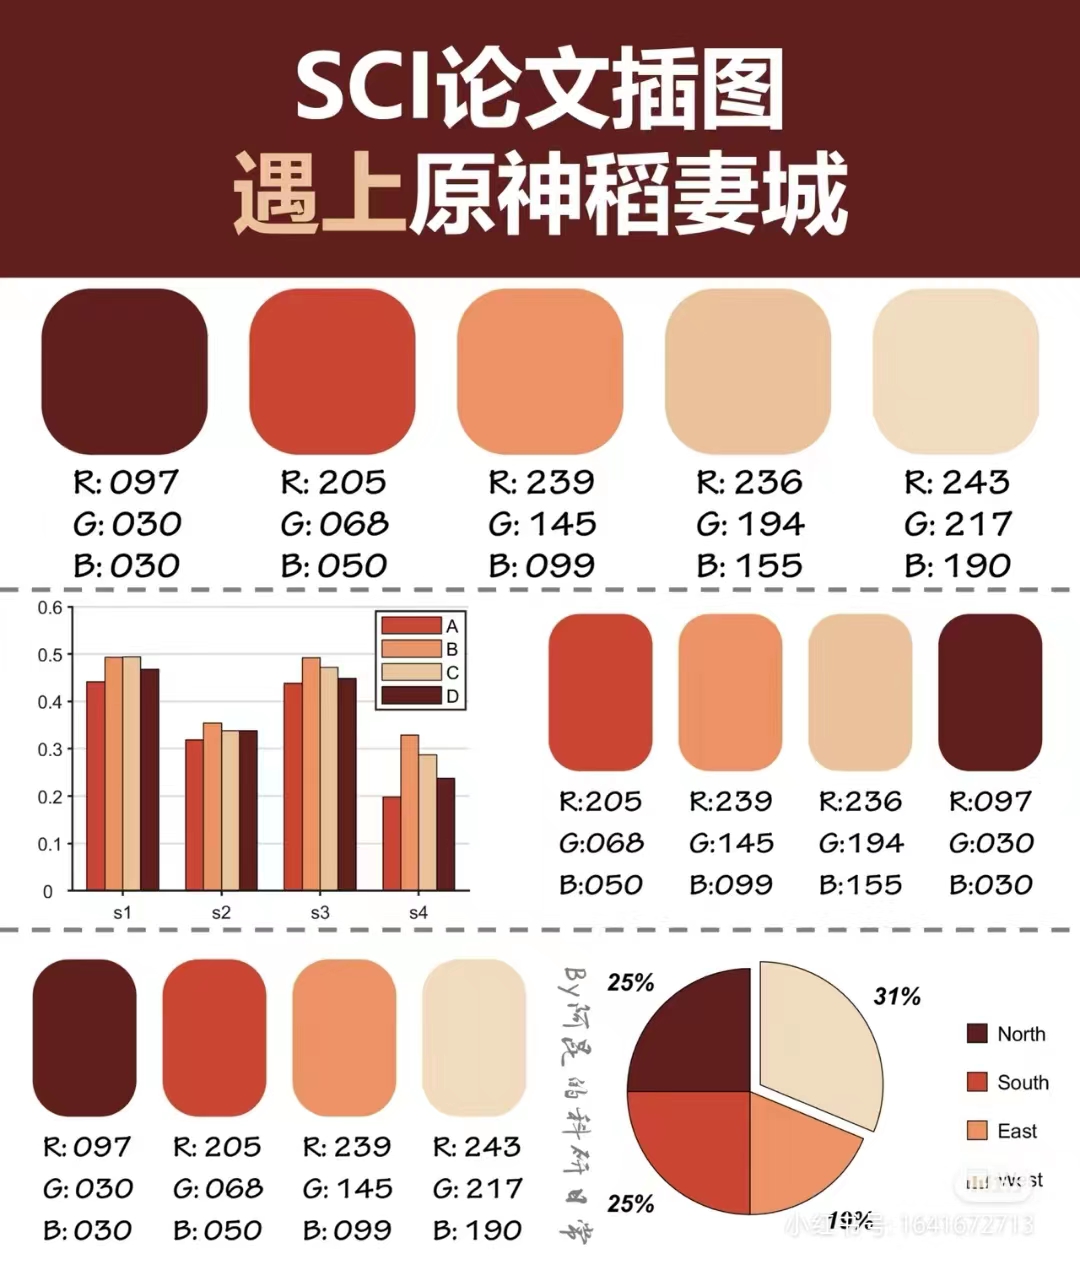 SCI论文插图
遇上原神稻妻城
R: 097
G: 030
B: 030
R: 205
G: 068
B: 050
R: 239
G: 145
B: 099
R: 236
G: 194
B: 155
R: 243
G: 217
B: 190
0.6
0.5
0.4
0.3
0.2
0.1
0
s1
s2
s3
s4
A
B
C
D
R:205
G:068
B:050
R:239
G:145
B:099
R:236
G:194
B:155
R:097
G:030
B:030
R: 097
G: 030
B: 030
R: 205
G: 068
B: 050
R: 239
G: 145
B: 099
R: 243
G: 217
B: 190
By阿昆的科研日常
25%
31%
25%
19%
North
South
East
West
小红书号: 1641672713